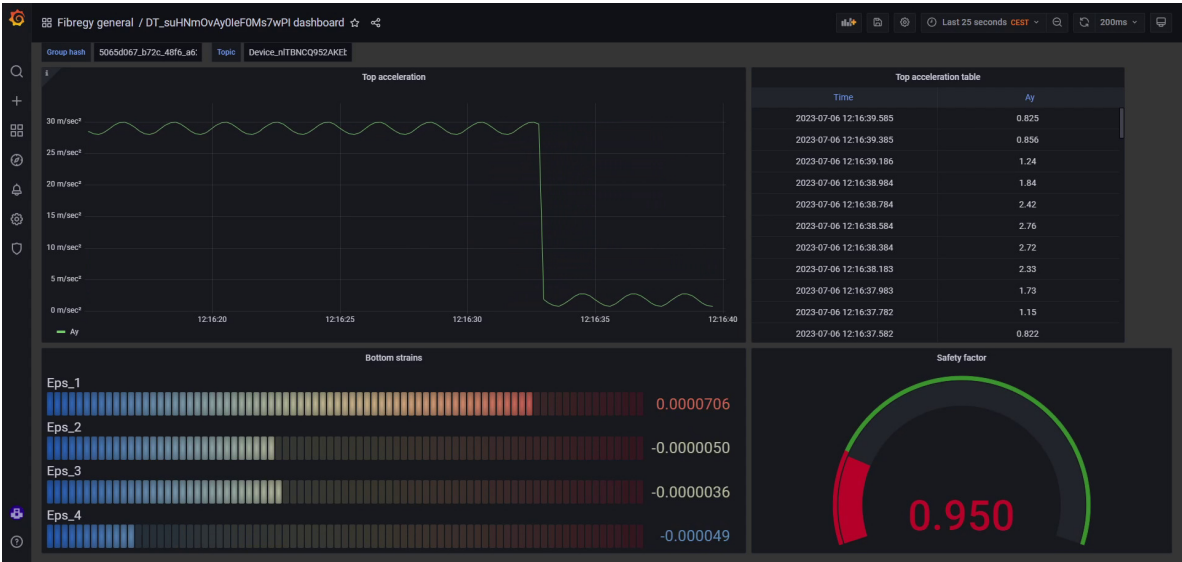 Fibregy general / DT_suHNmOvAy0IeF0Ms7wPI dashboard
Last 25 seconds CEST
200ms
Group hash 5065d067_b72c_48f6_a6: Topic Device_nlTBNCQ952AKEt
Top acceleration
30 m/sec²
25 m/sec²
20 m/sec²
15 m/sec²
10 m/sec²
5 m/sec²
0 m/sec²
12:16:20 12:16:25 12:16:30 12:16:35 12:16:40
Ay
Top acceleration table
Time Ay
2023-07-06 12:16:39.585 0.825
2023-07-06 12:16:39.385 0.856
2023-07-06 12:16:39.186 1.24
2023-07-06 12:16:38.984 1.84
2023-07-06 12:16:38.784 2.42
2023-07-06 12:16:38.584 2.76
2023-07-06 12:16:38.384 2.72
2023-07-06 12:16:38.183 2.33
2023-07-06 12:16:37.983 1.73
2023-07-06 12:16:37.782 1.15
2023-07-06 12:16:37.582 0.822
Bottom strains
Eps_1 0.0000706
Eps_2 -0.0000050
Eps_3 -0.0000036
Eps_4 -0.000049
Safety factor
0.950